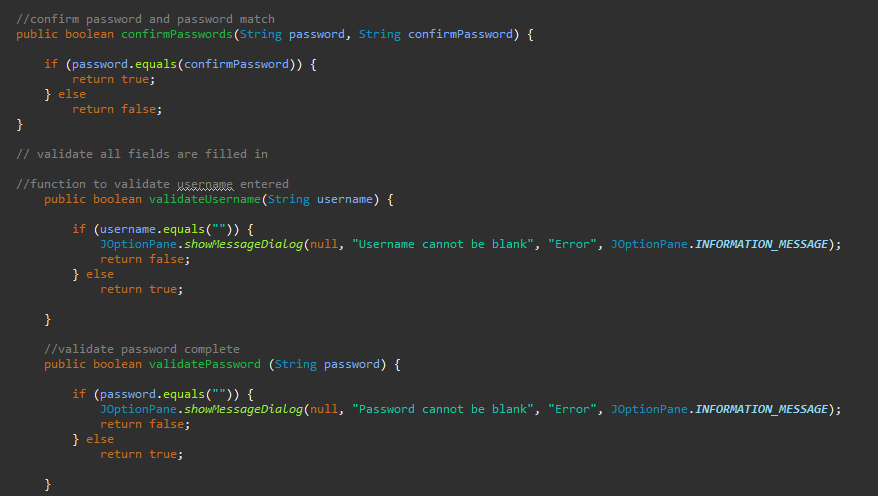 //confirm password and password match
public boolean confirmPasswords(String password, String confirmPassword) {
if (password.equals(confirmPassword)) {
return true;
} else
return false;
}
// validate all fields are filled in
//function to validate username entered
public boolean validateUsername(String username) {
if (username.equals("")) {
JOptionPane.showMessageDialog(null, "Username cannot be blank", "Error", JOptionPane.INFORMATION_MESSAGE);
return false;
} else
return true;
}
//validate password complete
public boolean validatePassword (String password) {
if (password.equals("")) {
JOptionPane.showMessageDialog(null, "Password cannot be blank", "Error", JOptionPane.INFORMATION_MESSAGE);
return false;
} else
return true;
}